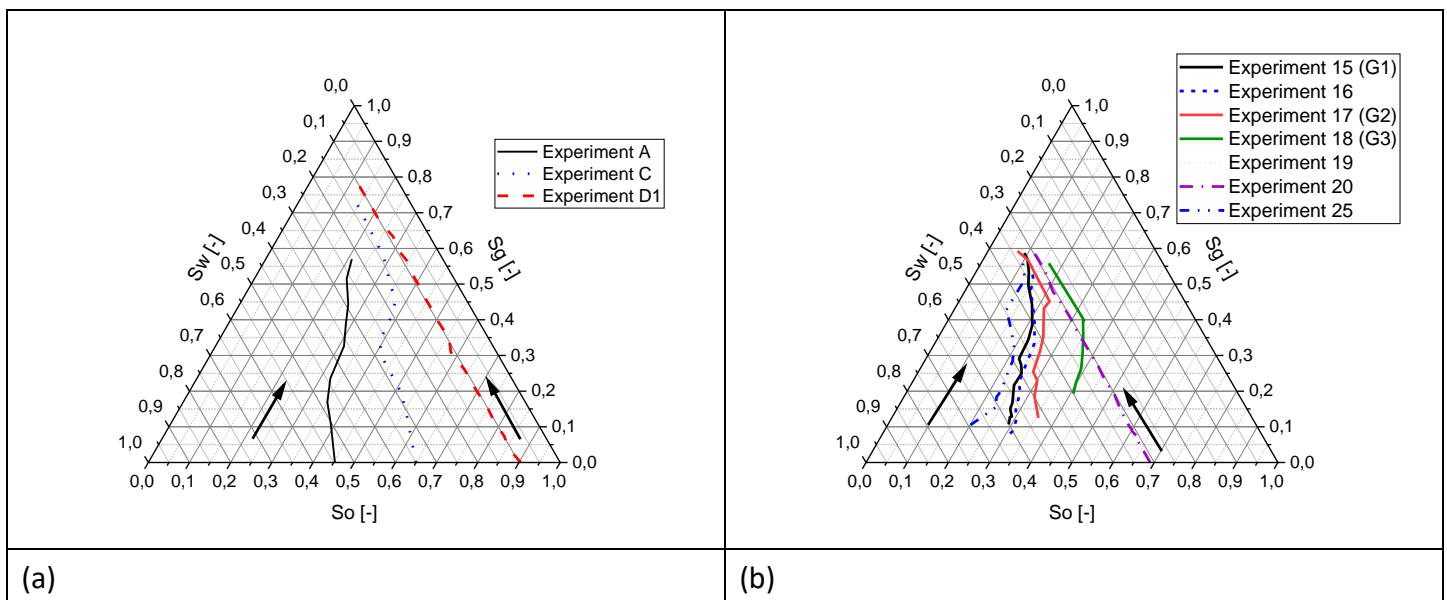 Experiment A
Experiment C
Experiment D1
0,0
0,1
0,2
0,3
0,4
0,5
0,6
0,7
0,8
0,9
1,0
Sw [-]
1,0
0,9
0,8
0,7
0,6
0,5
0,4
0,3
0,2
0,1
0,0
Sg [-]
0,0 0,1 0,2 0,3 0,4 0,5 0,6 0,7 0,8 0,9 1,0
So [-]
(a)
Experiment 15 (G1)
Experiment 16
Experiment 17 (G2)
Experiment 18 (G3)
Experiment 19
Experiment 20
Experiment 25
0,0
0,1
0,2
0,3
0,4
0,5
0,6
0,7
0,8
0,9
1,0
Sw [-]
1,0
0,9
0,8
0,7
0,6
0,5
0,4
0,3
0,2
0,1
0,0
Sg [-]
0,0 0,1 0,2 0,3 0,4 0,5 0,6 0,7 0,8 0,9 1,0
So [-]
(b)